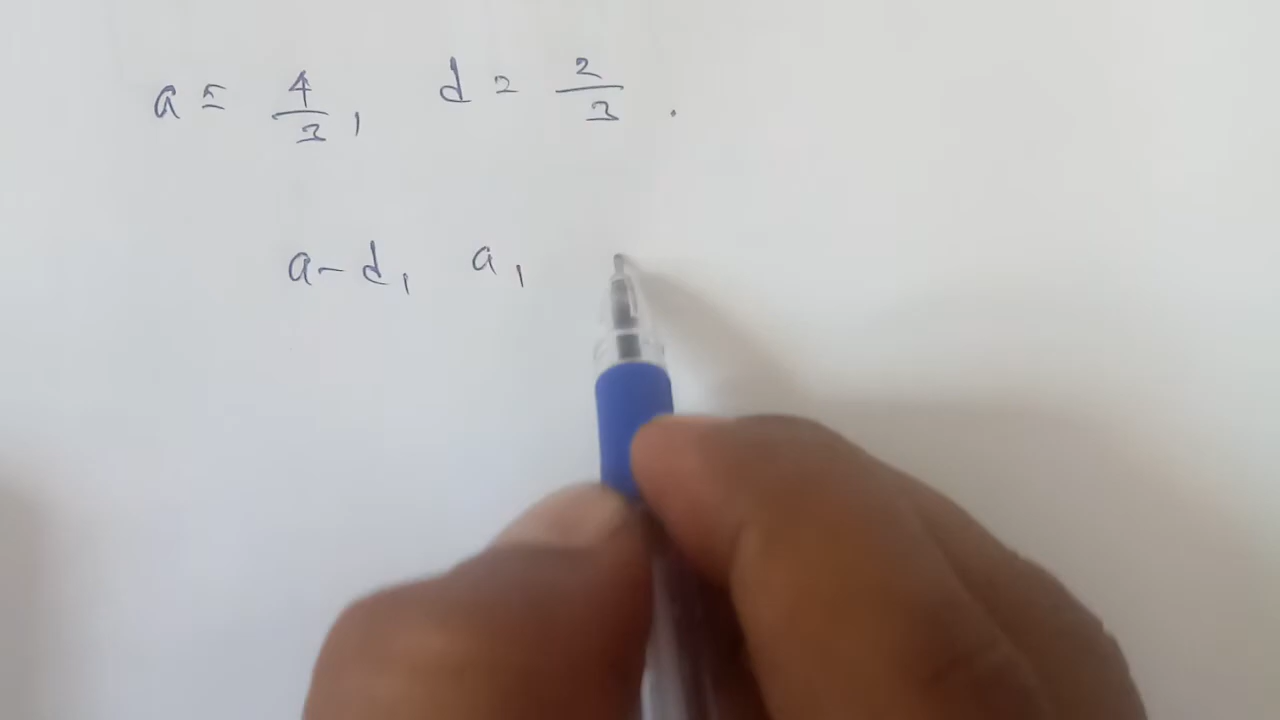 a = 4/3, d = 2/3.
a - d, a,